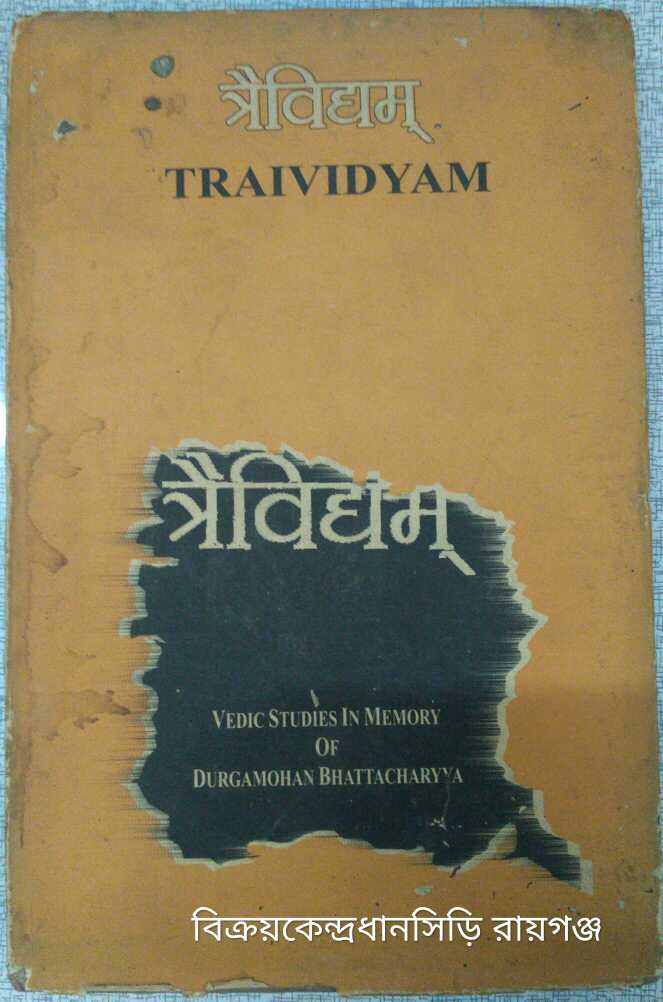 त्रैविद्यम्
TRAIVIDYAM
त्रैविद्यम्
VEDIC STUDIES IN MEMORY
OF
DURGAMOHAN BHATTACHARYYA
বিক্রয়কেন্দ্রধানসিড়ি রায়গঞ্জ